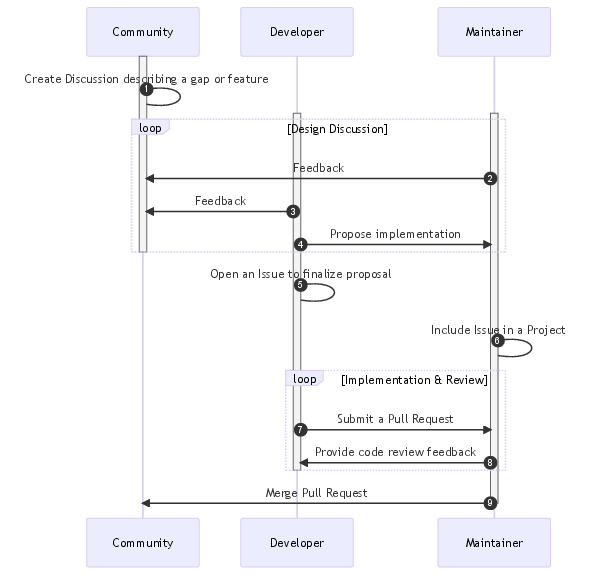 Community
Developer
Maintainer
Create Discussion describing a gap or feature
1
loop
[Design Discussion]
Feedback
2
Feedback
3
Propose implementation
4
Open an Issue to finalize proposal
5
Include Issue in a Project
6
loop
[Implementation & Review]
Submit a Pull Request
7
Provide code review feedback
8
Merge Pull Request
9
Community
Developer
Maintainer